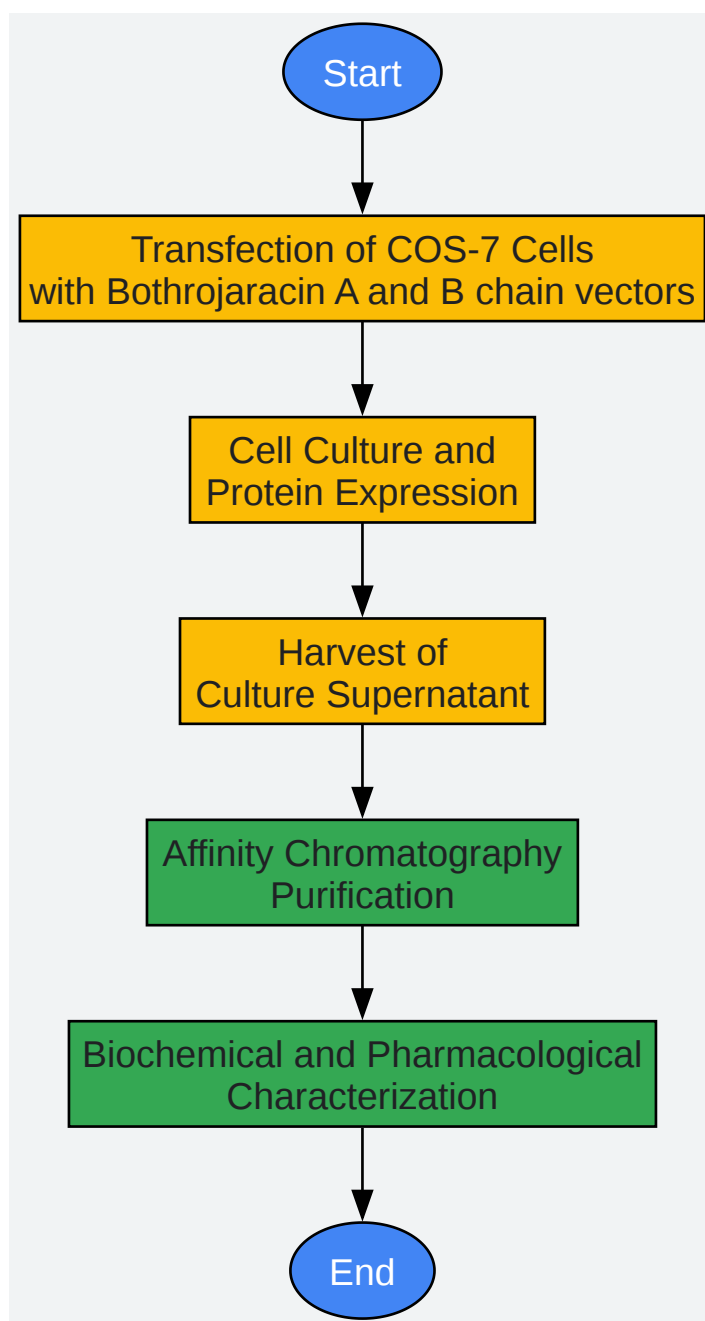 Start
Transfection of COS-7 Cells
with Bothrojaracin A and B chain vectors
Cell Culture and
Protein Expression
Harvest of
Culture Supernatant
Affinity Chromatography
Purification
Biochemical and Pharmacological
Characterization
End